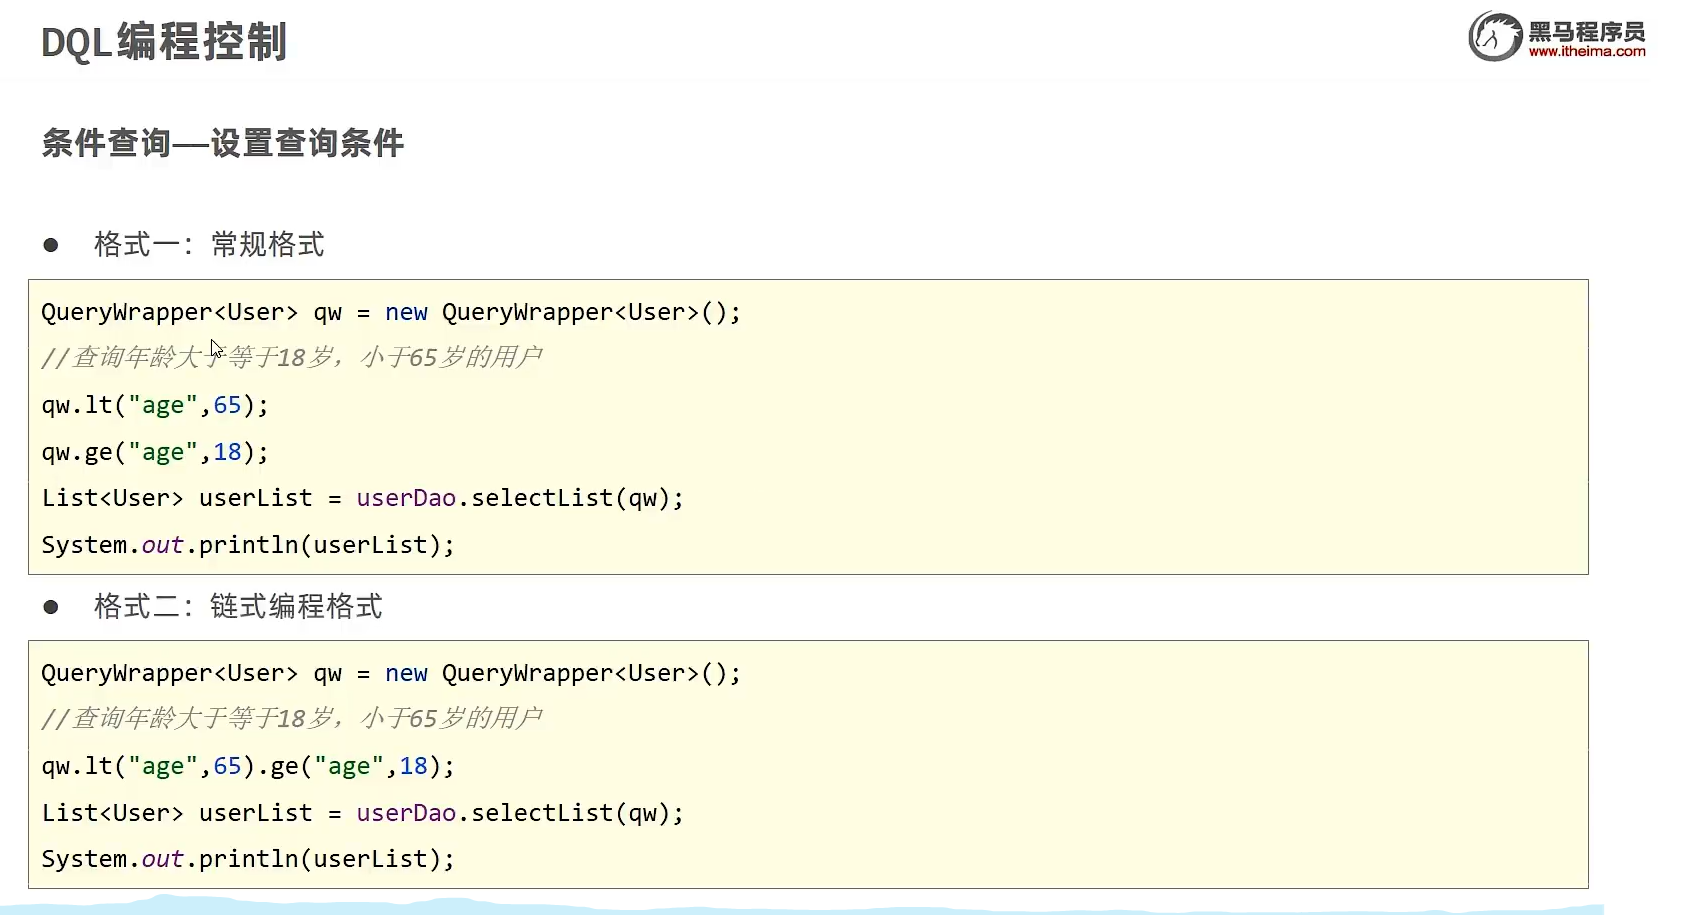 DQL编程控制
黑马程序员
www.itheima.com
条件查询——设置查询条件
● 格式一：常规格式
QueryWrapper<User> qw = new QueryWrapper<User>();
//查询年龄大于等于18岁，小于65岁的用户
qw.lt("age",65);
qw.ge("age",18);
List<User> userList = userDao.selectList(qw);
System.out.println(userList);
● 格式二：链式编程格式
QueryWrapper<User> qw = new QueryWrapper<User>();
//查询年龄大于等于18岁，小于65岁的用户
qw.lt("age",65).ge("age",18);
List<User> userList = userDao.selectList(qw);
System.out.println(userList);